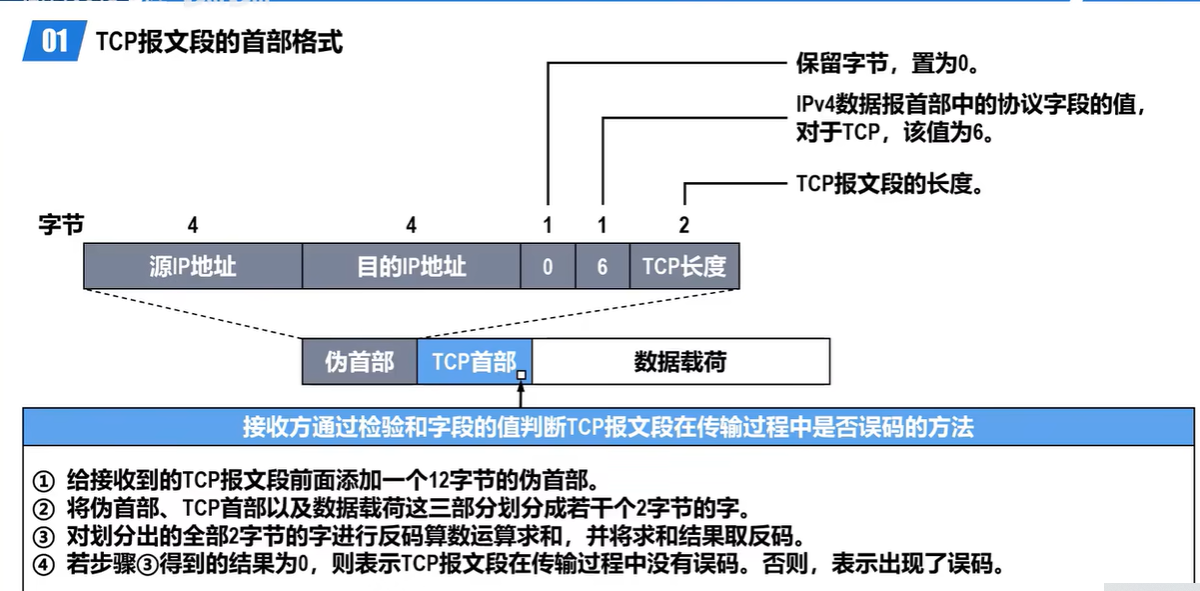 01 TCP报文段的首部格式
保留字节，置为0。
IPv4数据报首部中的协议字段的值，
对于TCP，该值为6。
TCP报文段的长度。
字节 4 4 1 1 2
源IP地址 目的IP地址 0 6 TCP长度
伪首部 TCP首部 数据载荷
接收方通过检验和字段的值判断TCP报文段在传输过程中是否误码的方法
① 给接收到的TCP报文段前面添加一个12字节的伪首部。
② 将伪首部、TCP首部以及数据载荷这三部分划分成若干个2字节的字。
③ 对划分出的全部2字节的字进行反码算数运算求和，并将求和结果取反码。
④ 若步骤③得到的结果为0，则表示TCP报文段在传输过程中没有误码。否则，表示出现了误码。